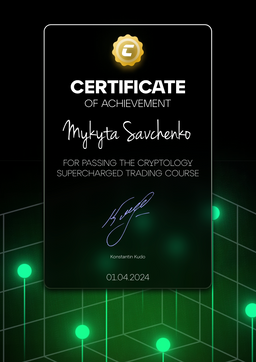 CERTIFICATE
OF ACHIEVEMENT
Mykyta Savchenko
FOR PASSING THE CRYPTOLOGY
SUPERCHARGED TRADING COURSE
Konstantin Kudo
01.04.2024